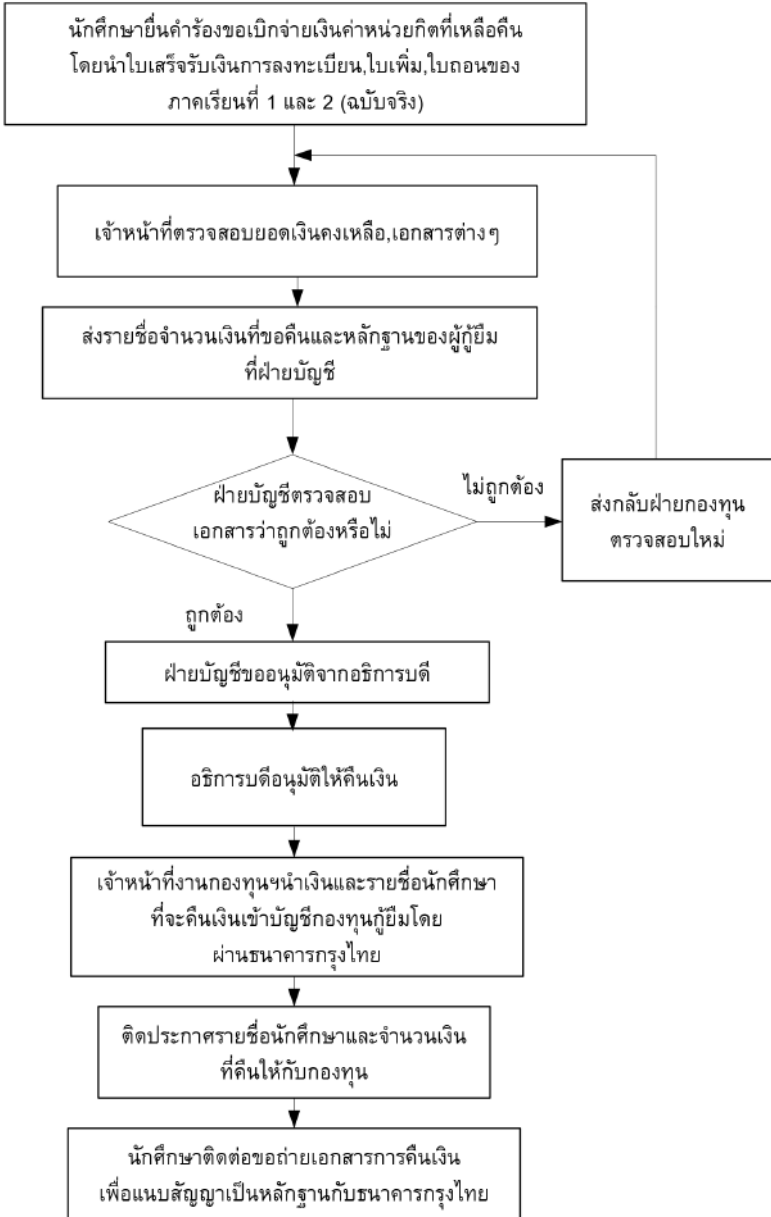 นักศึกษายื่นคำร้องขอเบิกจ่ายเงินค่าหน่วยกิตที่เหลือคืน
โดยนำใบเสร็จรับเงินการลงทะเบียน,ใบเพิ่ม,ใบถอนของ
ภาคเรียนที่ 1 และ 2 (ฉบับจริง)
เจ้าหน้าที่ตรวจสอบยอดเงินคงเหลือ,เอกสารต่างๆ
ส่งรายชื่อจำนวนเงินที่ขอคืนและหลักฐานของผู้กู้ยืม
ที่ฝ่ายบัญชี
ฝ่ายบัญชีตรวจสอบ
เอกสารว่าถูกต้องหรือไม่
ไม่ถูกต้อง
ส่งกลับฝ่ายกองทุน
ตรวจสอบใหม่
ถูกต้อง
ฝ่ายบัญชีขออนุมัติจากอธิการบดี
อธิการบดีอนุมัติให้คืนเงิน
เจ้าหน้าที่งานกองทุนฯนำเงินและรายชื่อนักศึกษา
ที่จะคืนเงินเข้าบัญชีกองทุนกู้ยืมโดย
ผ่านธนาคารกรุงไทย
ติดประกาศรายชื่อนักศึกษาและจำนวนเงิน
ที่คืนให้กับกองทุน
นักศึกษาติดต่อขอถ่ายเอกสารการคืนเงิน
เพื่อแนบสัญญาเป็นหลักฐานกับธนาคารกรุงไทย